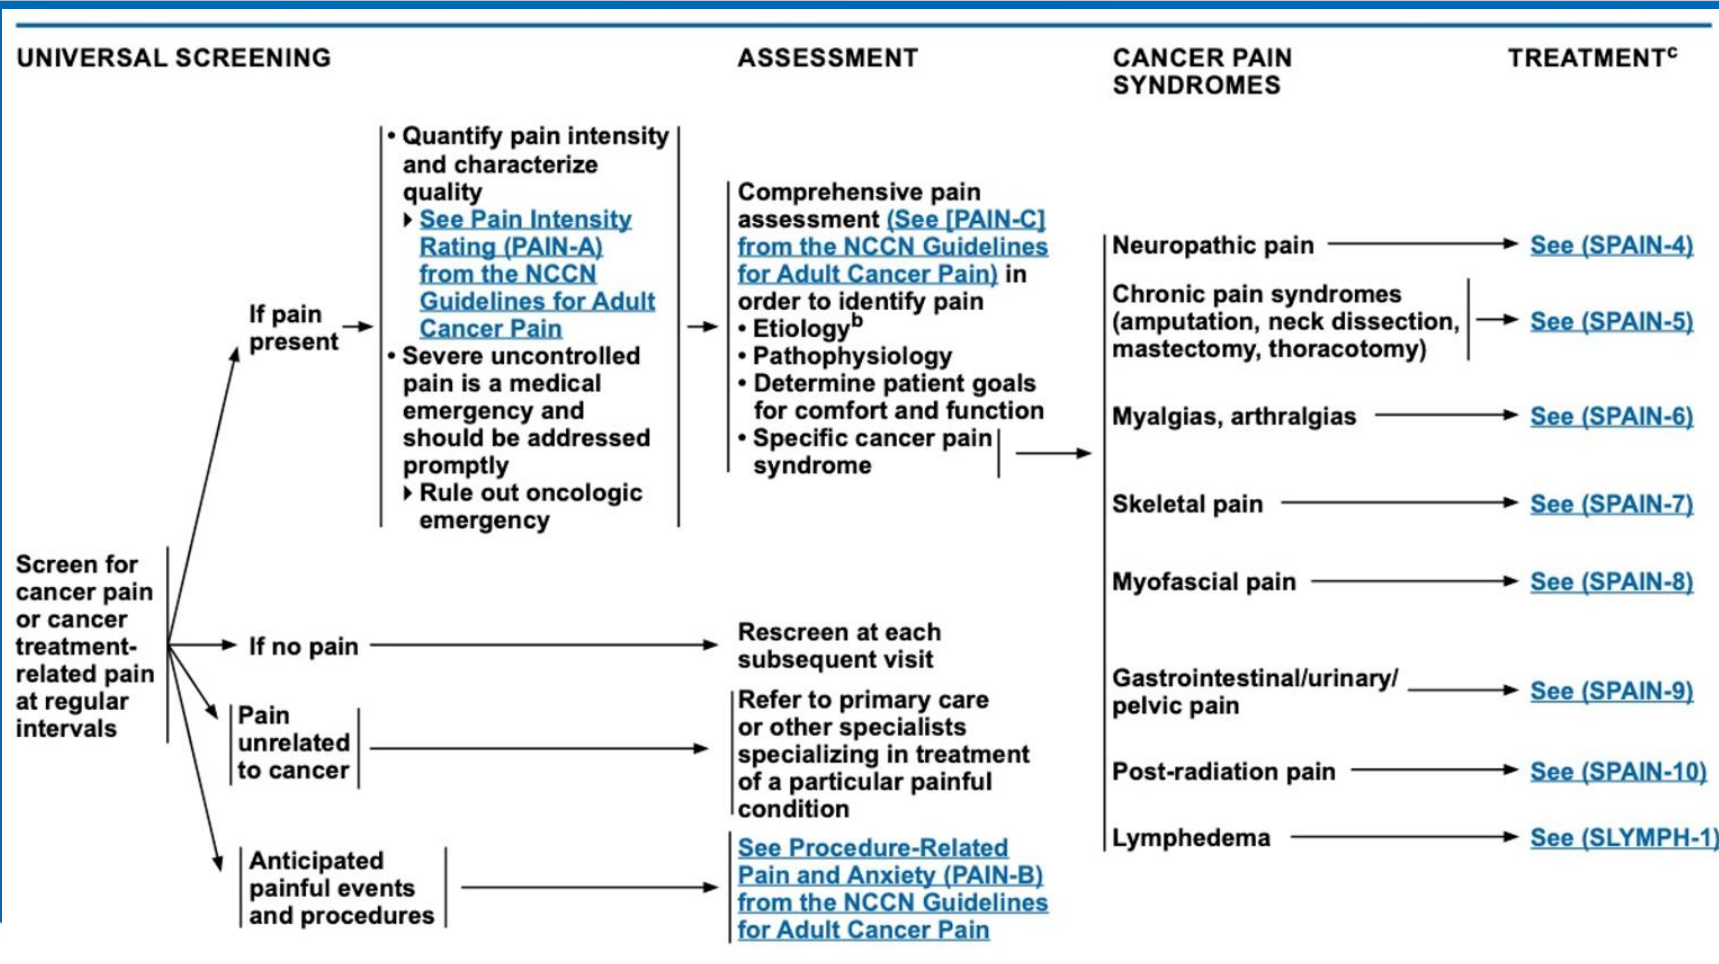 UNIVERSAL SCREENING
ASSESSMENT
CANCER PAIN
SYNDROMES
TREATMENTc
Screen for
cancer pain
or cancer
treatment-
related pain
at regular
intervals
If pain
present
• Quantify pain intensity
and characterize
quality
See Pain Intensity
Rating (PAIN-A)
from the NCCN
Guidelines for Adult
Cancer Pain
• Severe uncontrolled
pain is a medical
emergency and
should be addressed
promptly
Rule out oncologic
emergency
Comprehensive pain
assessment (See [PAIN-C]
from the NCCN Guidelines
for Adult Cancer Pain) in
order to identify pain
• Etiologyb
• Pathophysiology
• Determine patient goals
for comfort and function
• Specific cancer pain
syndrome
Neuropathic pain
See (SPAIN-4)
Chronic pain syndromes
(amputation, neck dissection,
mastectomy, thoracotomy)
See (SPAIN-5)
Myalgias, arthralgias
See (SPAIN-6)
Skeletal pain
See (SPAIN-7)
Myofascial pain
See (SPAIN-8)
Gastrointestinal/urinary/
pelvic pain
See (SPAIN-9)
Post-radiation pain
See (SPAIN-10)
Lymphedema
See (SLYMPH-1)
If no pain
Rescreen at each
subsequent visit
Pain
unrelated
to cancer
Refer to primary care
or other specialists
specializing in treatment
of a particular painful
condition
Anticipated
painful events
and procedures
See Procedure-Related
Pain and Anxiety (PAIN-B)
from the NCCN Guidelines
for Adult Cancer Pain